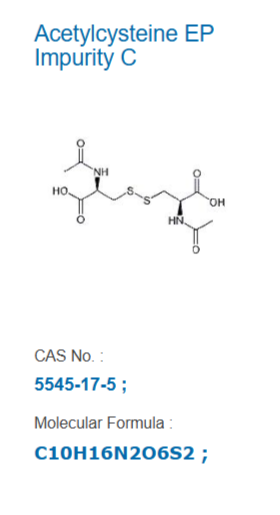 Acetylcysteine EP
Impurity C
O
NH
HO
S
S
O
O
OH
HN
O
CAS No. :
5545-17-5 ;
Molecular Formula :
C10H16N2O6S2 ;